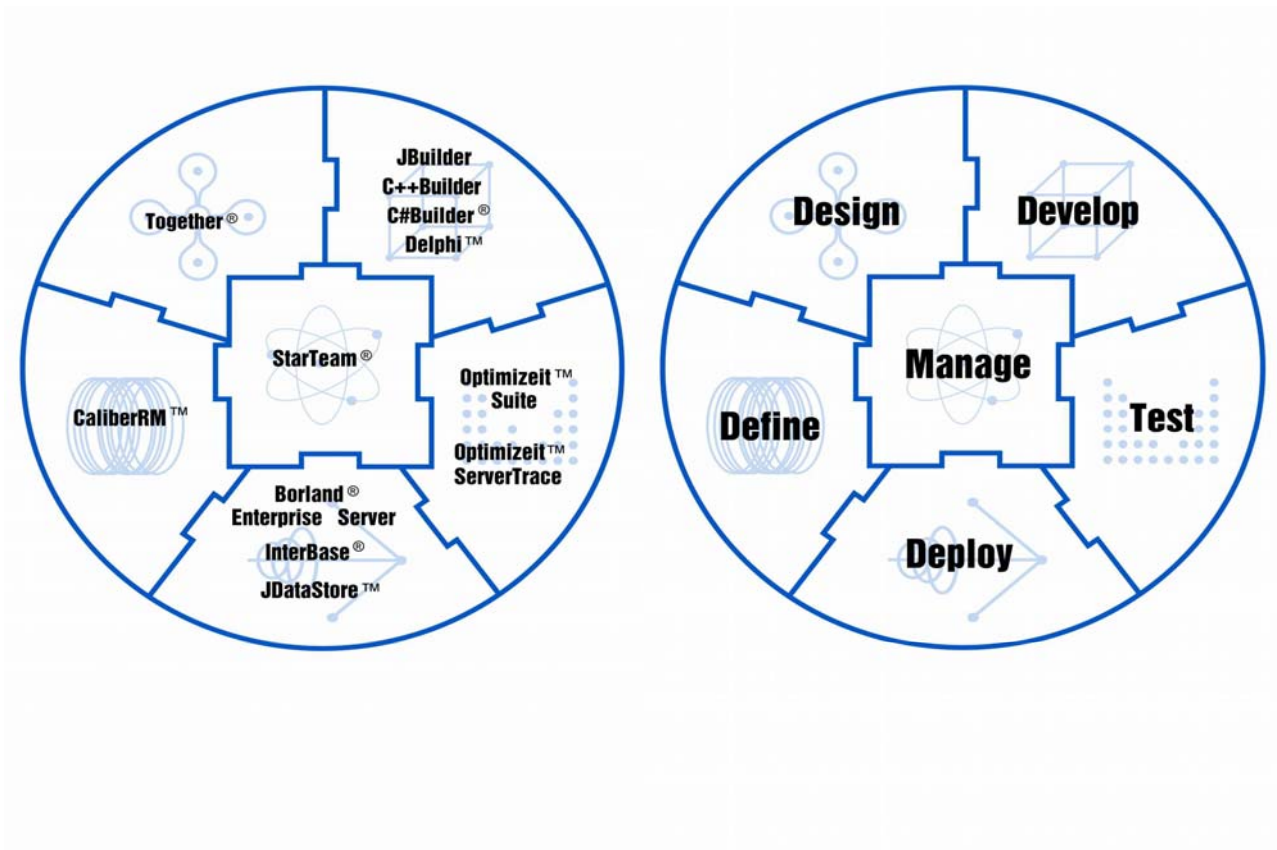 Together®
JBuilder
C++Builder
C#Builder®
Delphi™
StarTeam®
CaliberRM™
Optimizeit™
Suite
Optimizeit™
ServerTrace
Borland®
Enterprise Server
InterBase®
JDataStore™
Design
Develop
Manage
Define
Test
Deploy